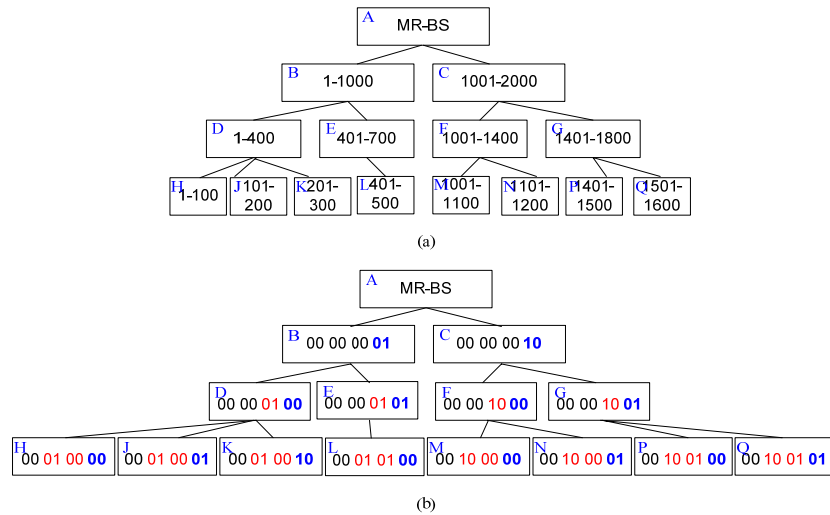 A MR-BS
B 1-1000 C 1001-2000
D 1-400 E 401-700 F 1001-1400 G 1401-1800
H 1-100 J 101-200 K 201-300 L 401-500 M 1001-1100 N 1101-1200 P 1401-1500 Q 1501-1600
(a)
A MR-BS
B 00 00 00 01 C 00 00 00 10
D 00 00 01 00 E 00 00 01 01 F 00 00 10 00 G 00 00 10 01
H 00 01 00 00 J 00 01 00 01 K 00 01 00 10 L 00 01 01 00 M 00 10 00 00 N 00 10 00 01 P 00 10 01 00 Q 00 10 01 01
(b)